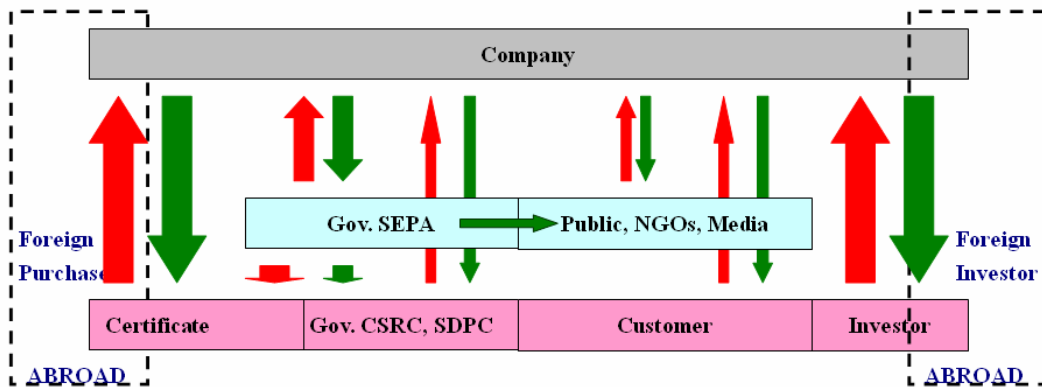 Company
Gov. SEPA
Public, NGOs, Media
Foreign
Purchase
Foreign
Investor
Certificate
Gov. CSRC, SDPC
Customer
Investor
ABROAD
ABROAD